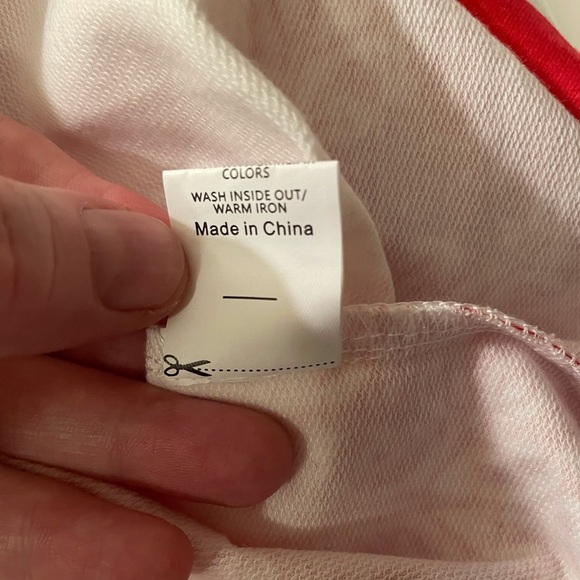 COLORS
WASH INSIDE OUT/
WARM IRON
Made in China